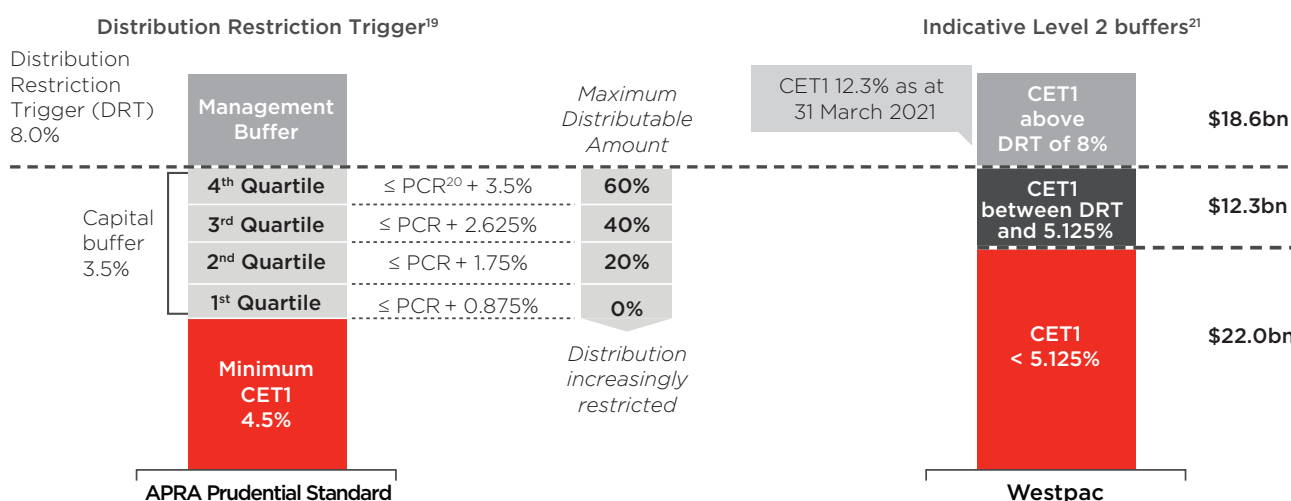 Distribution Restriction Trigger¹⁹
Distribution
Restriction
Trigger (DRT)
8.0%
Management
Buffer
Maximum
Distributable
Amount
4ᵗʰ Quartile
≤ PCR²⁰ + 3.5%
60%
Capital
buffer
3.5%
3ʳᵈ Quartile
≤ PCR + 2.625%
40%
2ⁿᵈ Quartile
≤ PCR + 1.75%
20%
1ˢᵗ Quartile
≤ PCR + 0.875%
0%
Minimum
CET1
4.5%
Distribution
increasingly
restricted
APRA Prudential Standard
Indicative Level 2 buffers²¹
CET1 12.3% as at
31 March 2021
CET1
above
DRT of 8%
$18.6bn
CET1
between DRT
and 5.125%
$12.3bn
CET1
< 5.125%
$22.0bn
Westpac